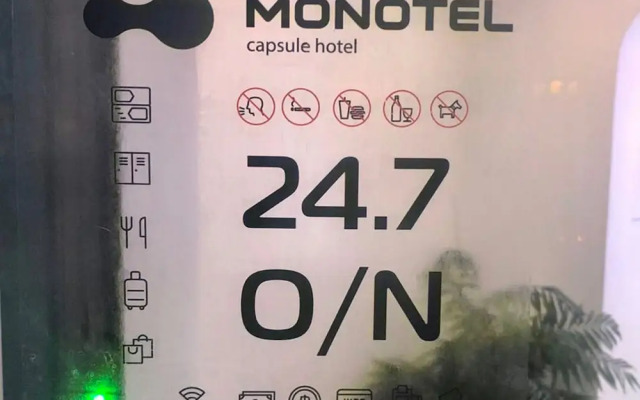 MONOTEL
capsule hotel
24.7
O/N